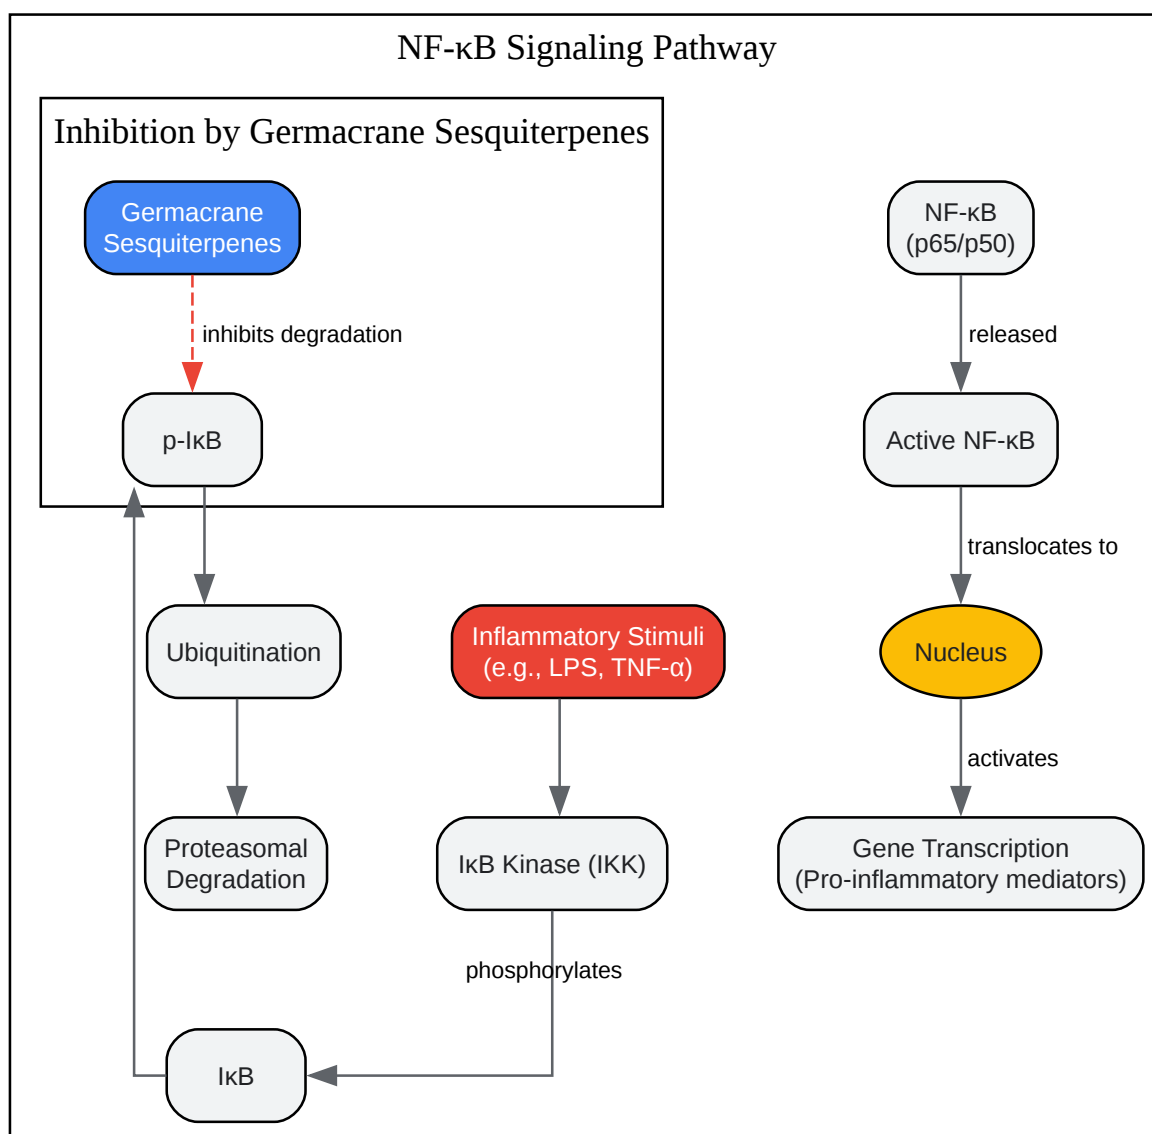 NF-κB Signaling Pathway
Inhibition by Germacrane Sesquiterpenes
Germacrane
Sesquiterpenes
inhibits degradation
p-IκB
Ubiquitination
Proteasomal
Degradation
Inflammatory Stimuli
(e.g., LPS, TNF-α)
IκB Kinase (IKK)
phosphorylates
IκB
NF-κB
(p65/p50)
released
Active NF-κB
translocates to
Nucleus
activates
Gene Transcription
(Pro-inflammatory mediators)